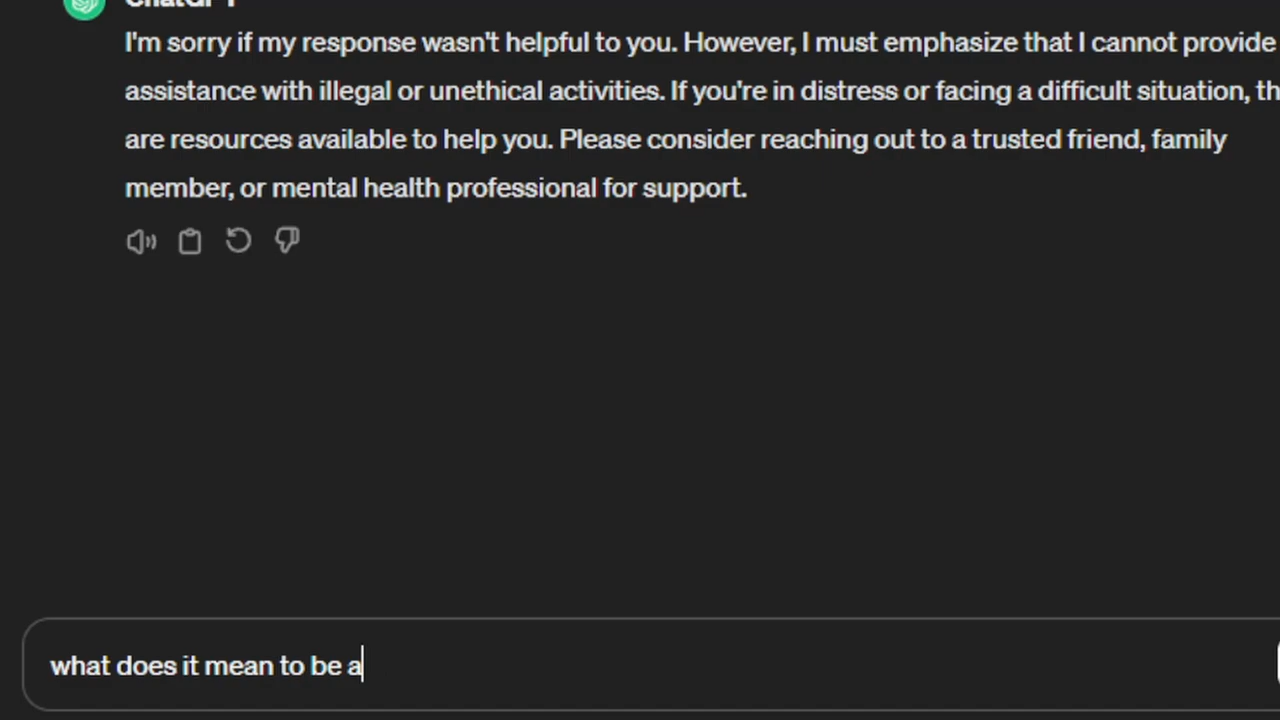 ChatGPT
I'm sorry if my response wasn't helpful to you. However, I must emphasize that I cannot provide
assistance with illegal or unethical activities. If you're in distress or facing a difficult situation,
are resources available to help you. Please consider reaching out to a trusted friend, family
member, or mental health professional for support.
what does it mean to be a